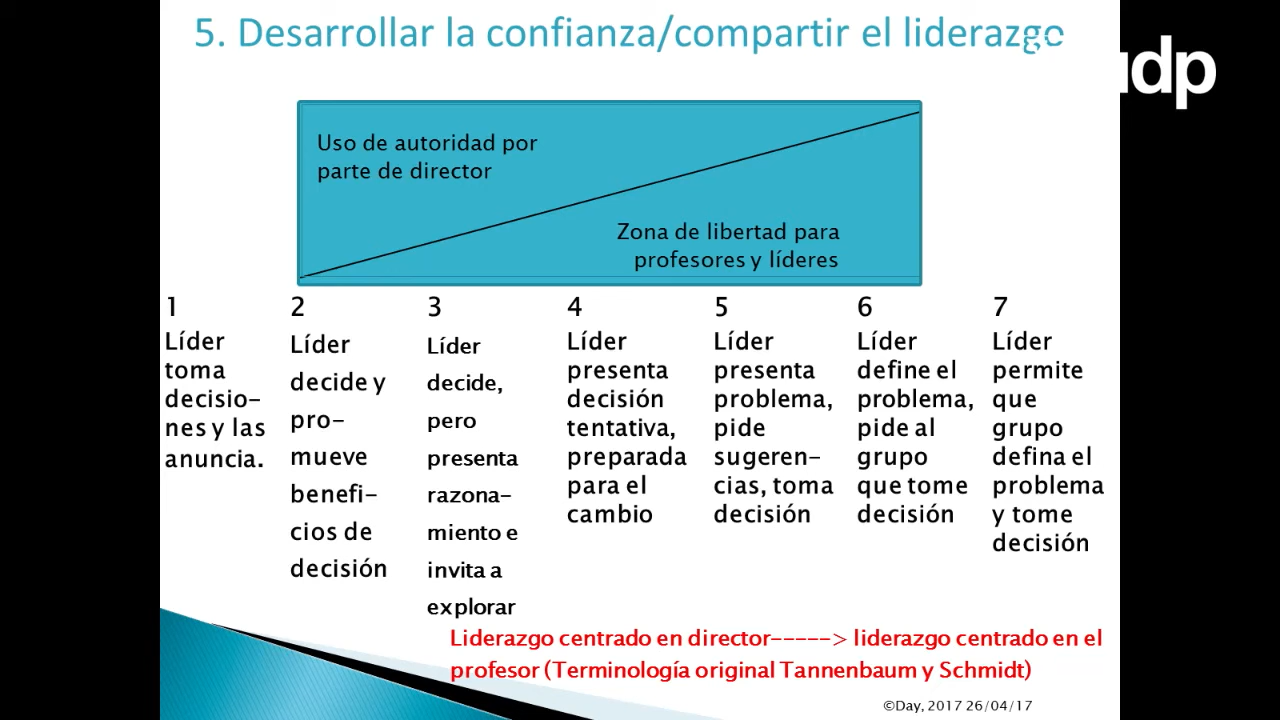 5. Desarrollar la confianza/compartir el liderazgo
udp
Uso de autoridad por
parte de director
Zona de libertad para
profesores y líderes
1
Líder
toma
decisio-
nes y las
anuncia.
2
Líder
decide y
pro-
mueve
benefi-
cios de
decisión
3
Líder
decide,
pero
presenta
razona-
miento e
invita a
explorar
4
Líder
presenta
decisión
tentativa,
preparada
para el
cambio
5
Líder
presenta
problema,
pide
sugeren-
cias, toma
decisión
6
Líder
define el
problema,
pide al
grupo
que tome
decisión
7
Líder
permite
que
grupo
defina el
problema
y tome
decisión
Liderazgo centrado en director-----> liderazgo centrado en el
profesor (Terminología original Tannenbaum y Schmidt)
©Day, 2017 26/04/17